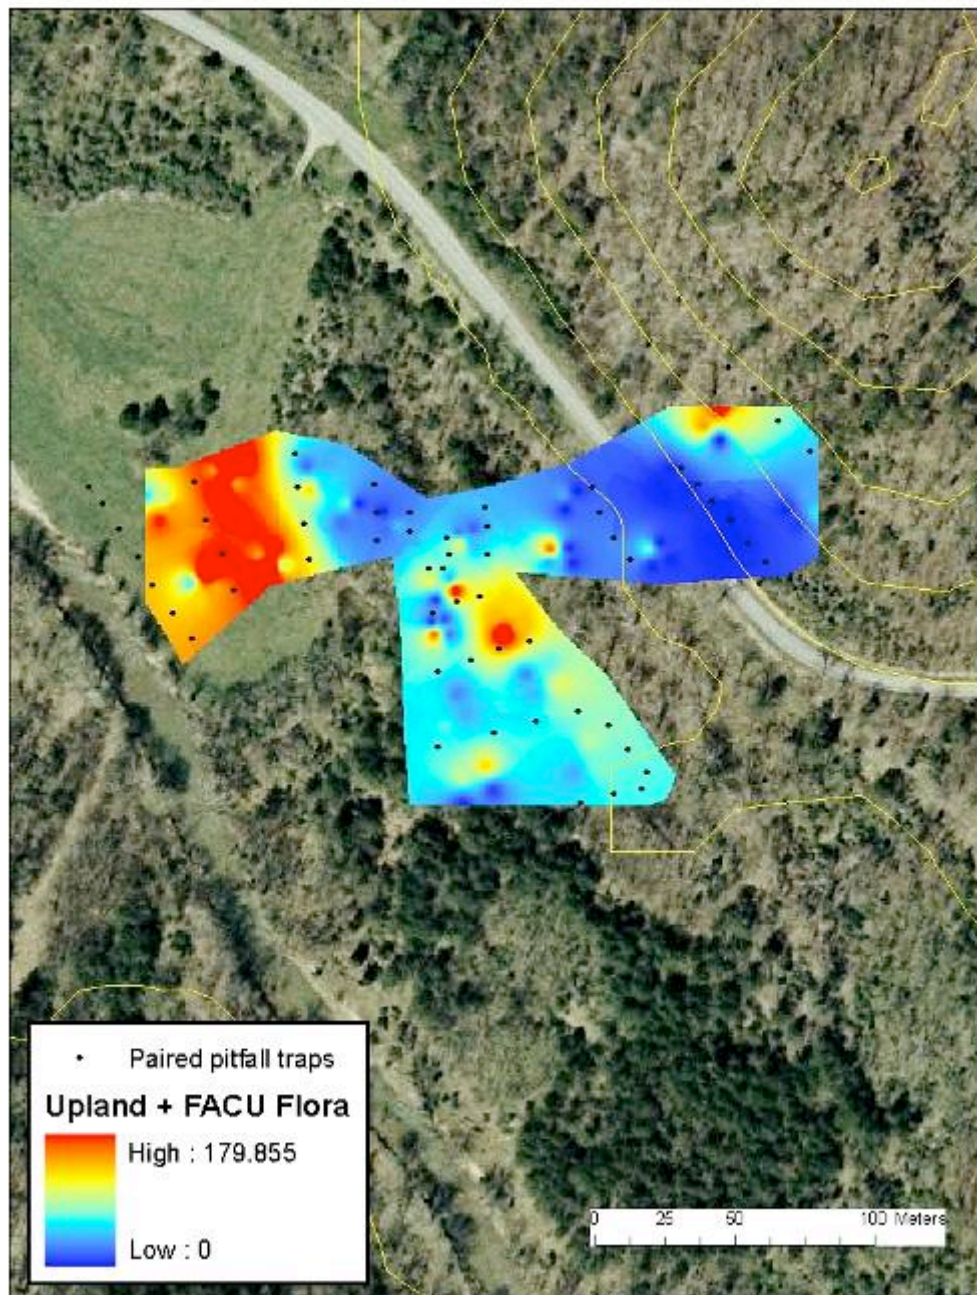 Paired pitfall traps
Upland + FACU Flora
High : 179.855
Low : 0
0 25 50 100 Meters